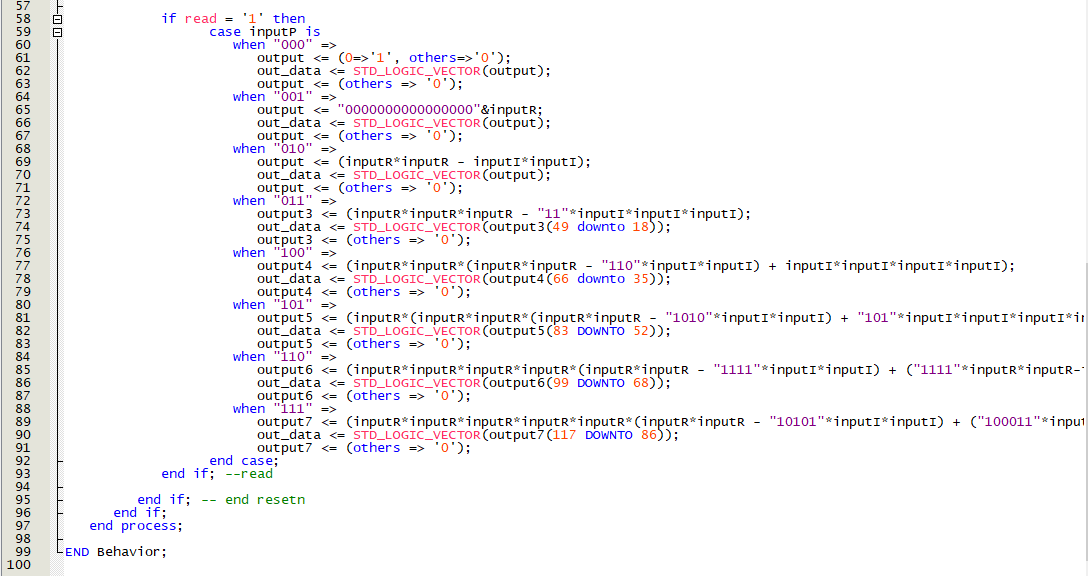 57
58 if read = '1' then
59 case inputP is
60 when "000" =>
61 output <= (0=>'1', others=>'0');
62 out_data <= STD_LOGIC_VECTOR(output);
63 output <= (others => '0');
64 when "001" =>
65 output <= "0000000000000000"&inputR;
66 out_data <= STD_LOGIC_VECTOR(output);
67 output <= (others => '0');
68 when "010" =>
69 output <= (inputR*inputR - inputI*inputI);
70 out_data <= STD_LOGIC_VECTOR(output);
71 output <= (others => '0');
72 when "011" =>
73 output3 <= (inputR*inputR*inputR - "11"*inputI*inputI*inputI);
74 out_data <= STD_LOGIC_VECTOR(output3(49 downto 18));
75 output3 <= (others => '0');
76 when "100" =>
77 output4 <= (inputR*inputR*(inputR*inputR - "110"*inputI*inputI) + inputI*inputI*inputI*inputI);
78 out_data <= STD_LOGIC_VECTOR(output4(66 downto 35));
79 output4 <= (others => '0');
80 when "101" =>
81 output5 <= (inputR*(inputR*inputR*(inputR*inputR - "1010"*inputI*inputI) + "101"*inputI*inputI*inputI*i
82 out_data <= STD_LOGIC_VECTOR(output5(83 DOWNTO 52));
83 output5 <= (others => '0');
84 when "110" =>
85 output6 <= (inputR*inputR*inputR*inputR*(inputR*inputR - "1111"*inputI*inputI) + ("1111"*inputR*inputR-
86 out_data <= STD_LOGIC_VECTOR(output6(99 DOWNTO 68));
87 output6 <= (others => '0');
88 when "111" =>
89 output7 <= (inputR*inputR*inputR*inputR*inputR*(inputR*inputR - "10101"*inputI*inputI) + ("100011"*input
90 out_data <= STD_LOGIC_VECTOR(output7(117 DOWNTO 86));
91 output7 <= (others => '0');
92 end case;
93 end if; --read
94
95 end if; -- end resetn
96 end if;
97 end process;
98
99 END Behavior;
100